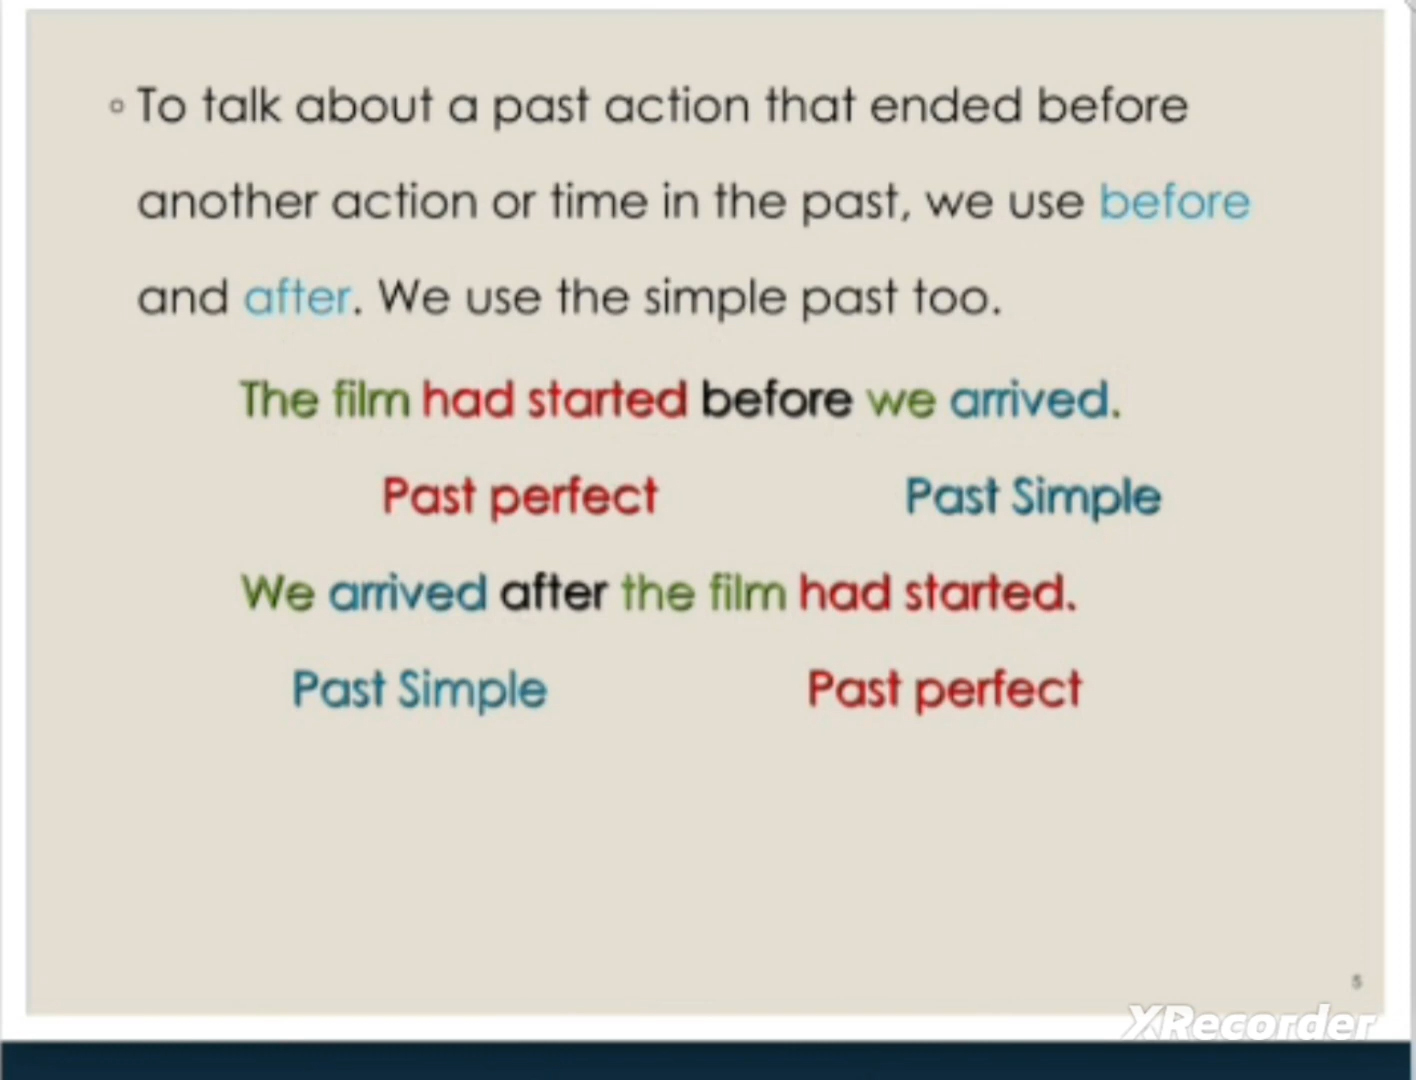 To talk about a past action that ended before
another action or time in the past, we use before
and after. We use the simple past too.
The film had started before we arrived.
Past perfect Past Simple
We arrived after the film had started.
Past Simple Past perfect
5
XRecorder